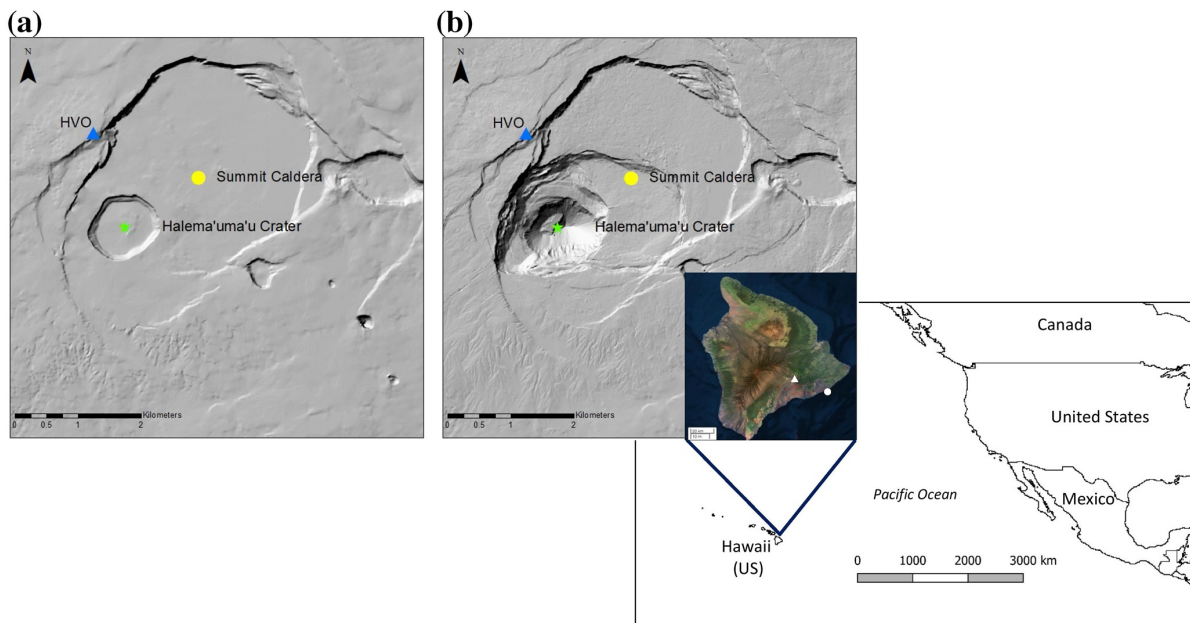 (a)
(b)
N
HVO
Summit Caldera
Halema'uma'u Crater
0 0.5 1 2
Kilometers
N
HVO
Summit Caldera
Halema'uma'u Crater
0 0.5 1 2
Kilometers
Canada
United States
Mexico
Pacific Ocean
Hawaii
(US)
0 1000 2000 3000 km